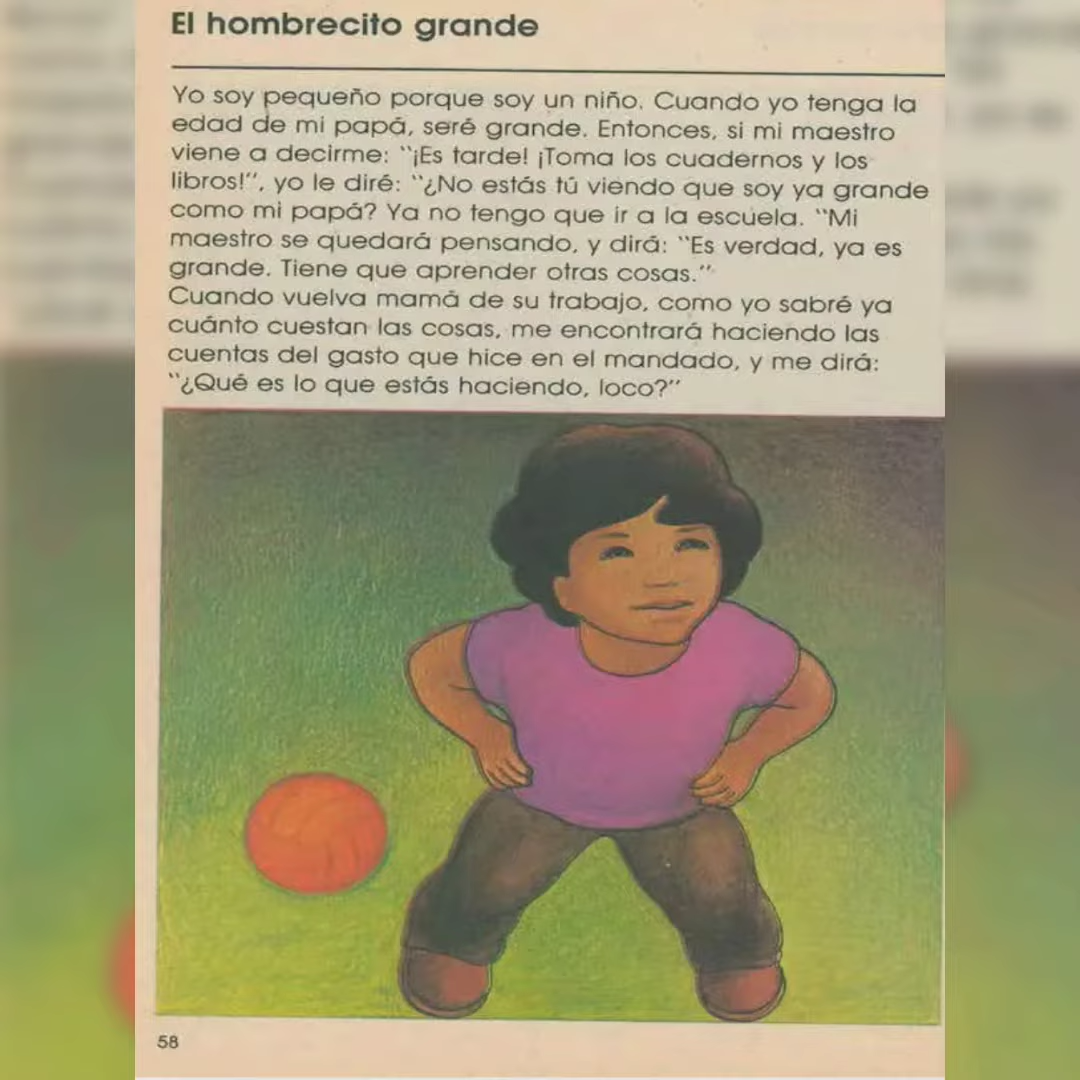 El hombrecito grande
Yo soy pequeño porque soy un niño. Cuando yo tenga la
edad de mi papá, seré grande. Entonces, si mi maestro
viene a decirme: "¡Es tarde! ¡Toma los cuadernos y los
libros!", yo le diré: "¿No estás tú viendo que soy ya grande
como mi papá? Ya no tengo que ir a la escuela. "Mi
maestro se quedará pensando, y dirá: "Es verdad, ya es
grande. Tiene que aprender otras cosas."
Cuando vuelva mamá de su trabajo, como yo sabré ya
cuánto cuestan las cosas, me encontrará haciendo las
cuentas del gasto que hice en el mandado, y me dirá:
"¿Qué es lo que estás haciendo, loco?"
58